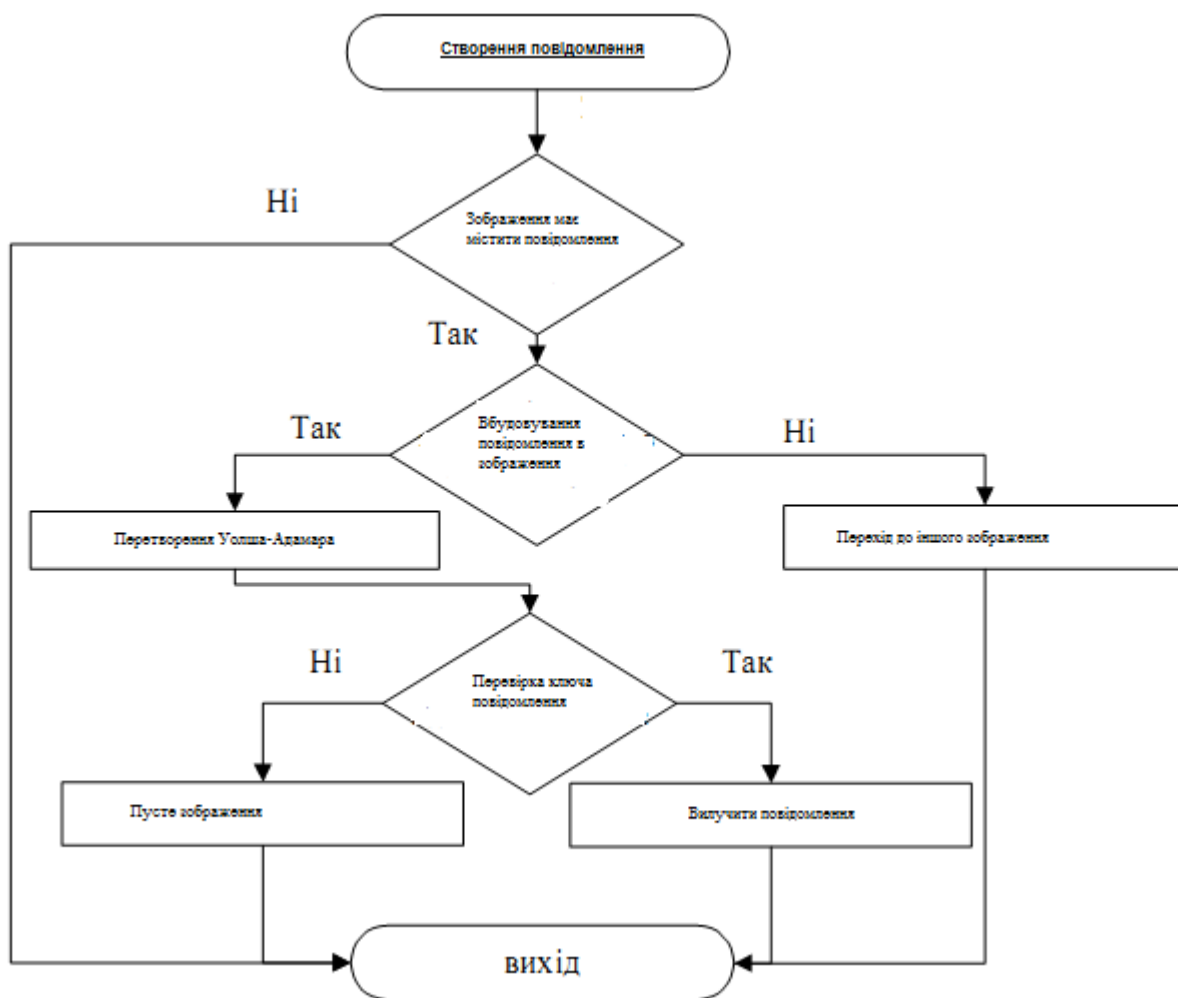 Створення повідомлення
Ні
Зображення має
містити повідомлення
Так
Так
Вбудовування
повідомлення в
зображення
Ні
Перетворення Уолша-Адамара
Перехід до іншого зображення
Ні
Перевірка ключа
повідомлення
Так
Пусте зображення
Вилучити повідомлення
вихід